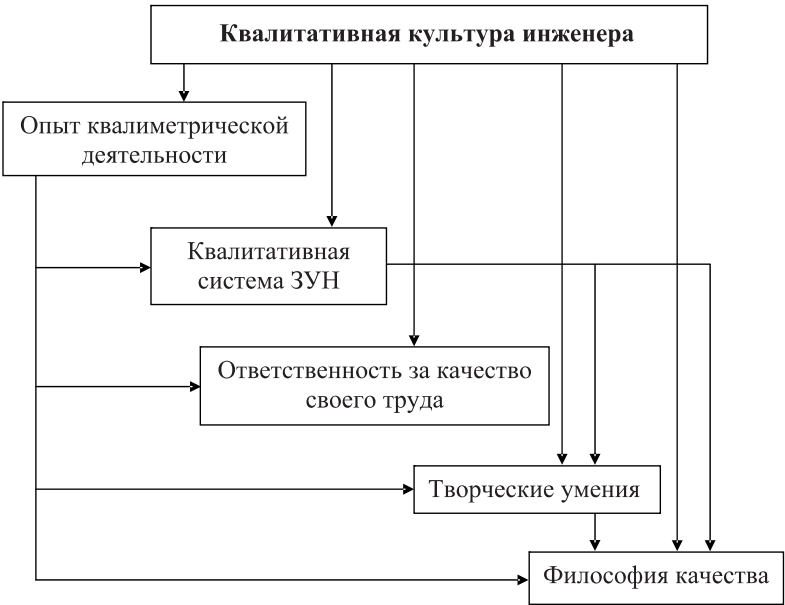 Квалитативная культура инженера
Опыт квалиметрической
деятельности
Квалитативная
система ЗУН
Ответственность за качество
своего труда
Творческие умения
Философия качества